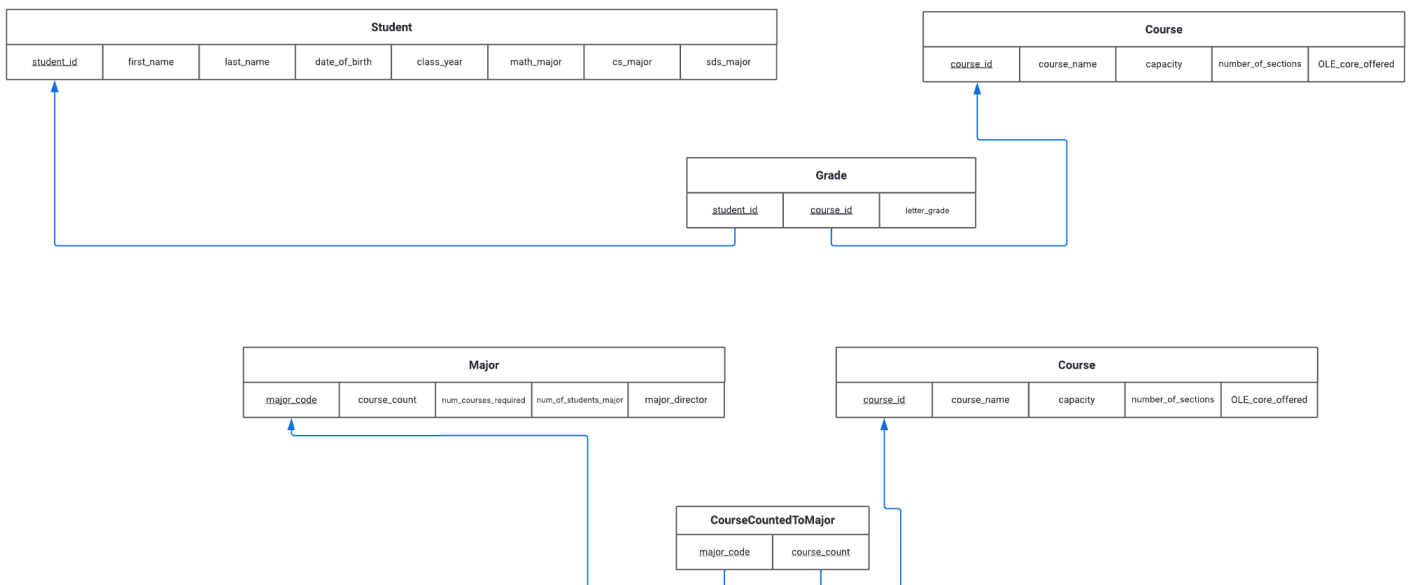 Student
student_id first_name last_name date_of_birth class_year math_major cs_major sds_major
Course
course_id course_name capacity number_of_sections OLE_core_offered
Grade
student_id course_id letter_grade
Major
major_code course_count num_courses_required num_of_students_major major_director
Course
course_id course_name capacity number_of_sections OLE_core_offered
CourseCountedToMajor
major_code course_count